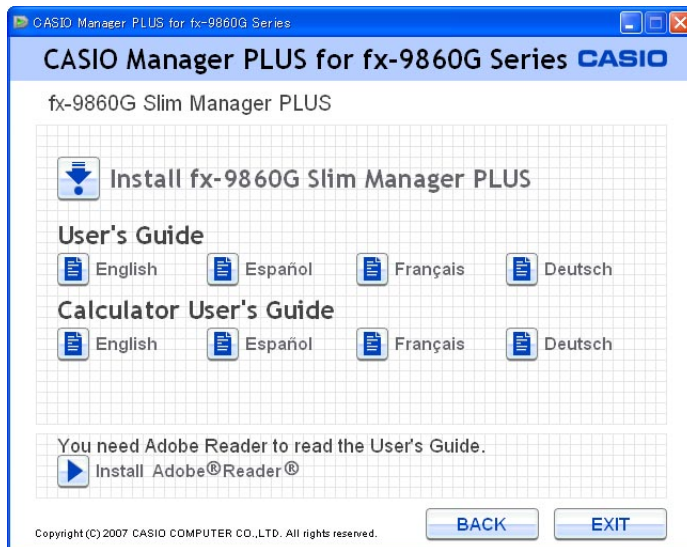 CASIO Manager PLUS for fx-9860G Series
CASIO Manager PLUS for fx-9860G Series CASIO
fx-9860G Slim Manager PLUS
Install fx-9860G Slim Manager PLUS
User's Guide
English Español Français Deutsch
Calculator User's Guide
English Español Français Deutsch
You need Adobe Reader to read the User's Guide.
Install Adobe®Reader®
Copyright (C) 2007 CASIO COMPUTER CO.,LTD. All rights reserved. BACK EXIT